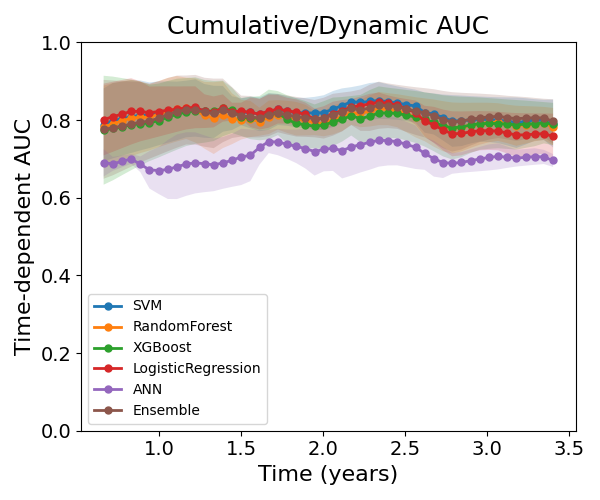 Cumulative/Dynamic AUC
Time-dependent AUC
1.0
0.8
0.6
0.4
0.2
0.0
SVM
RandomForest
XGBoost
LogisticRegression
ANN
Ensemble
1.0 1.5 2.0 2.5 3.0 3.5
Time (years)